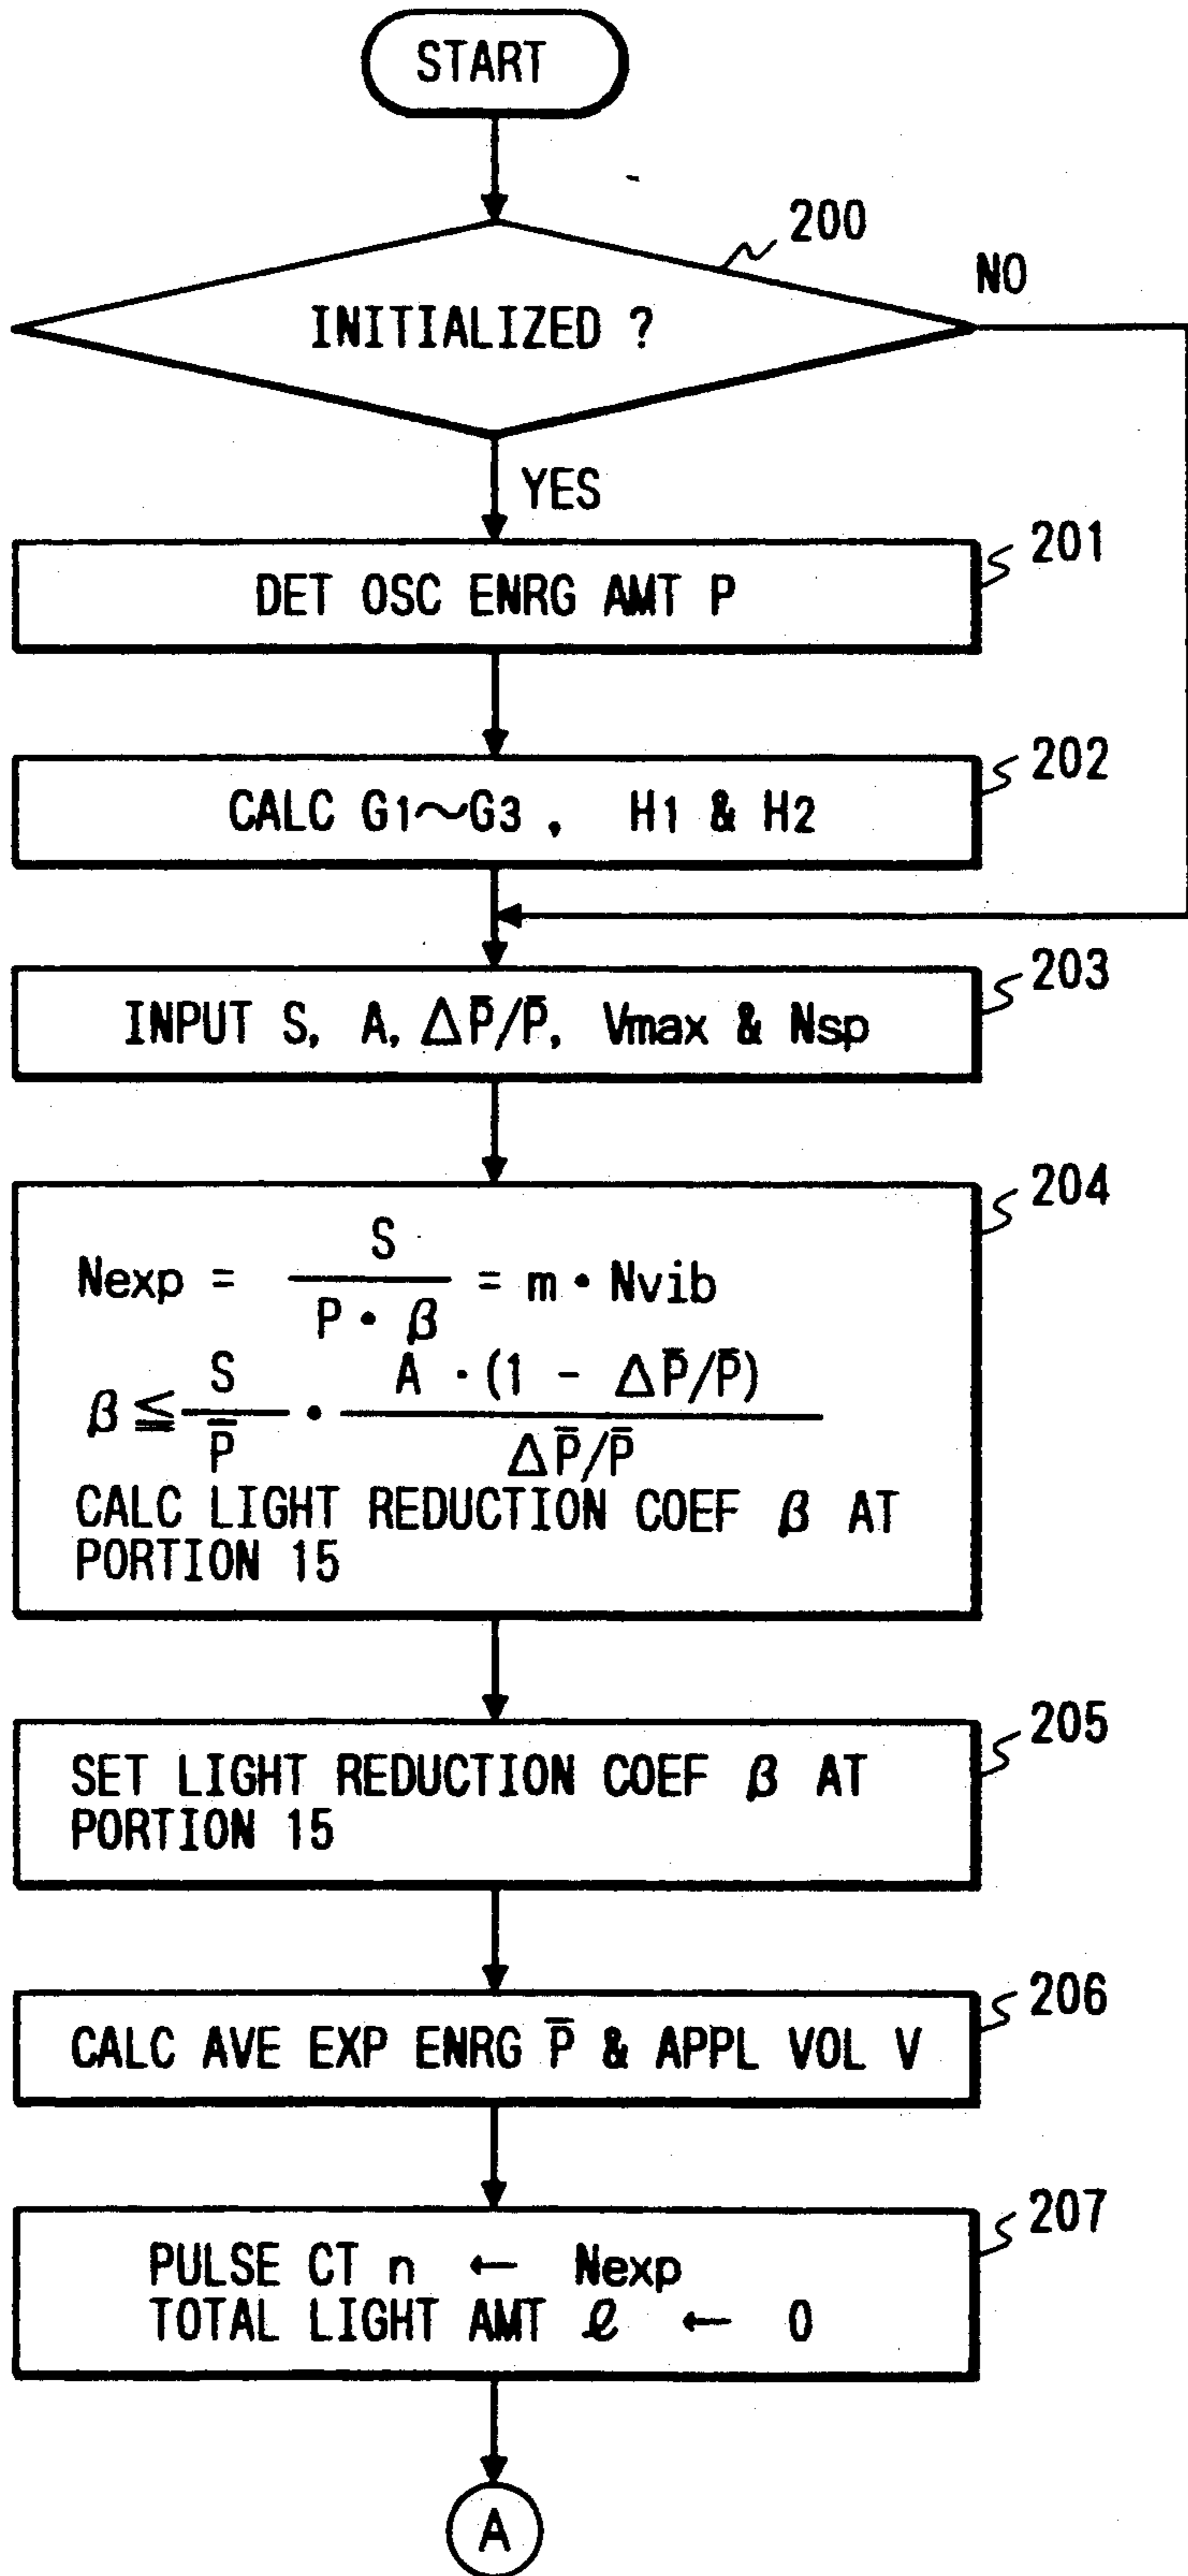 START
200
INITIALIZED ?
NO
YES
201
DET OSC ENRG AMT P
202
CALC G1~G3 , H1 & H2
203
INPUT S, A, ΔP̄/P̄, Vmax & Nsp
204
Nexp = S / P • β = m • Nvib
β ≦ S / P̄ • A · (1 - ΔP̄/P̄) / ΔP̄/P̄
CALC LIGHT REDUCTION COEF β AT
PORTION 15
205
SET LIGHT REDUCTION COEF β AT
PORTION 15
206
CALC AVE EXP ENRG P̄ & APPL VOL V
207
PULSE CT n ← Nexp
TOTAL LIGHT AMT ℓ ← 0
A